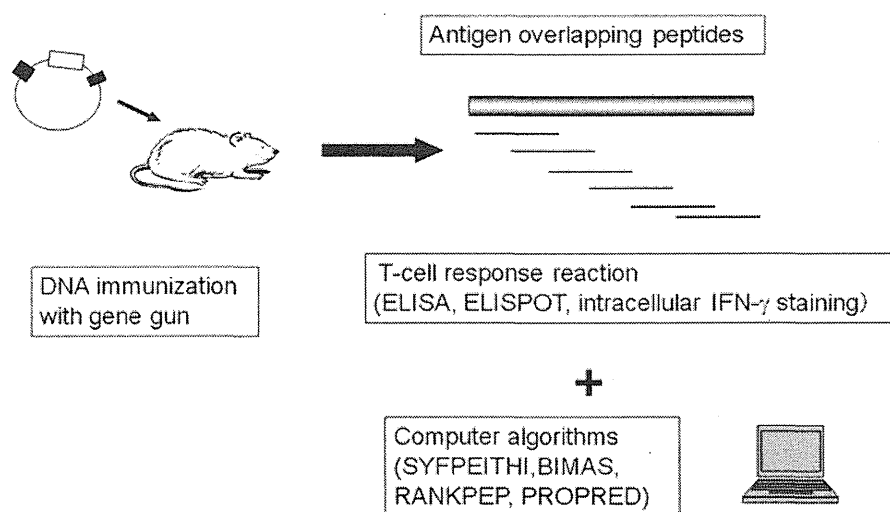 Antigen overlapping peptides
DNA immunization
with gene gun
T-cell response reaction
(ELISA, ELISPOT, intracellular IFN-γ staining)
+
Computer algorithms
(SYFPEITHI,BIMAS,
RANKPEP, PROPRED)